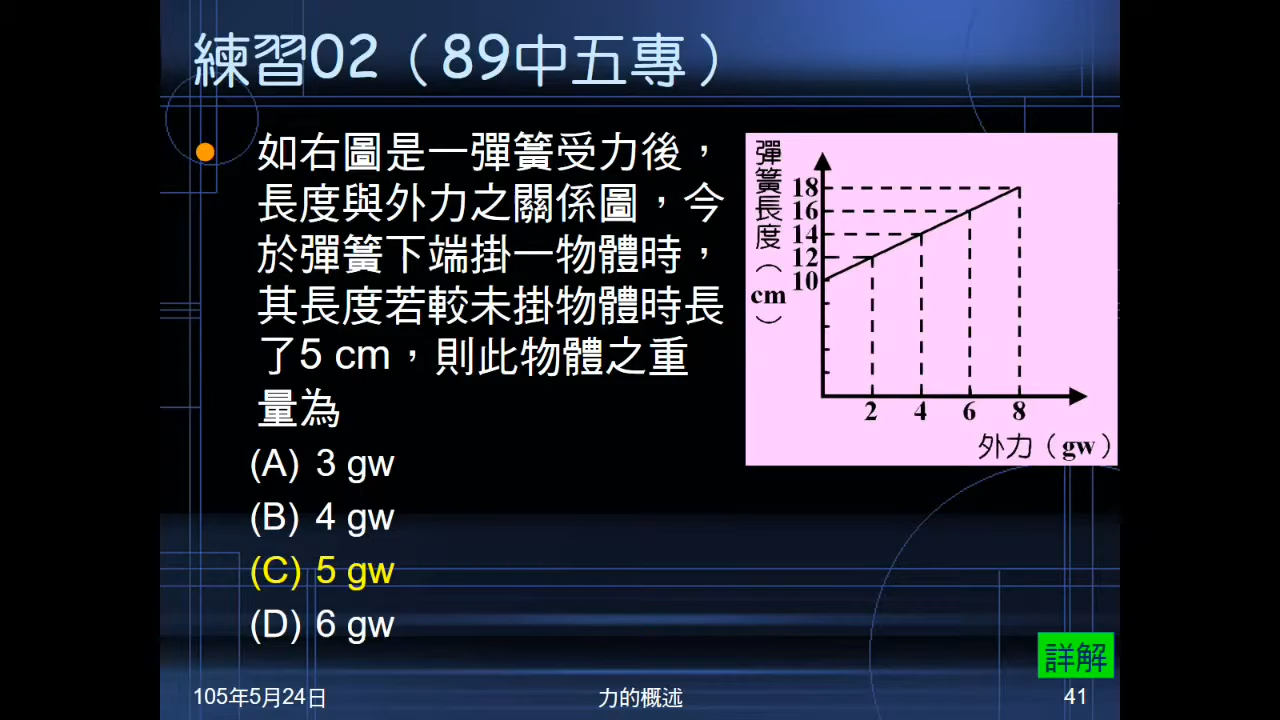 練習02（89中五專）
如右圖是一彈簧受力後，
長度與外力之關係圖，今
於彈簧下端掛一物體時，
其長度若較未掛物體時長
了5 cm，則此物體之重
量為
(A) 3 gw
(B) 4 gw
(C) 5 gw
(D) 6 gw
彈簧長度（cm）
18
16
14
12
10
2 4 6 8
外力（gw）
詳解
105年5月24日
力的概述
41